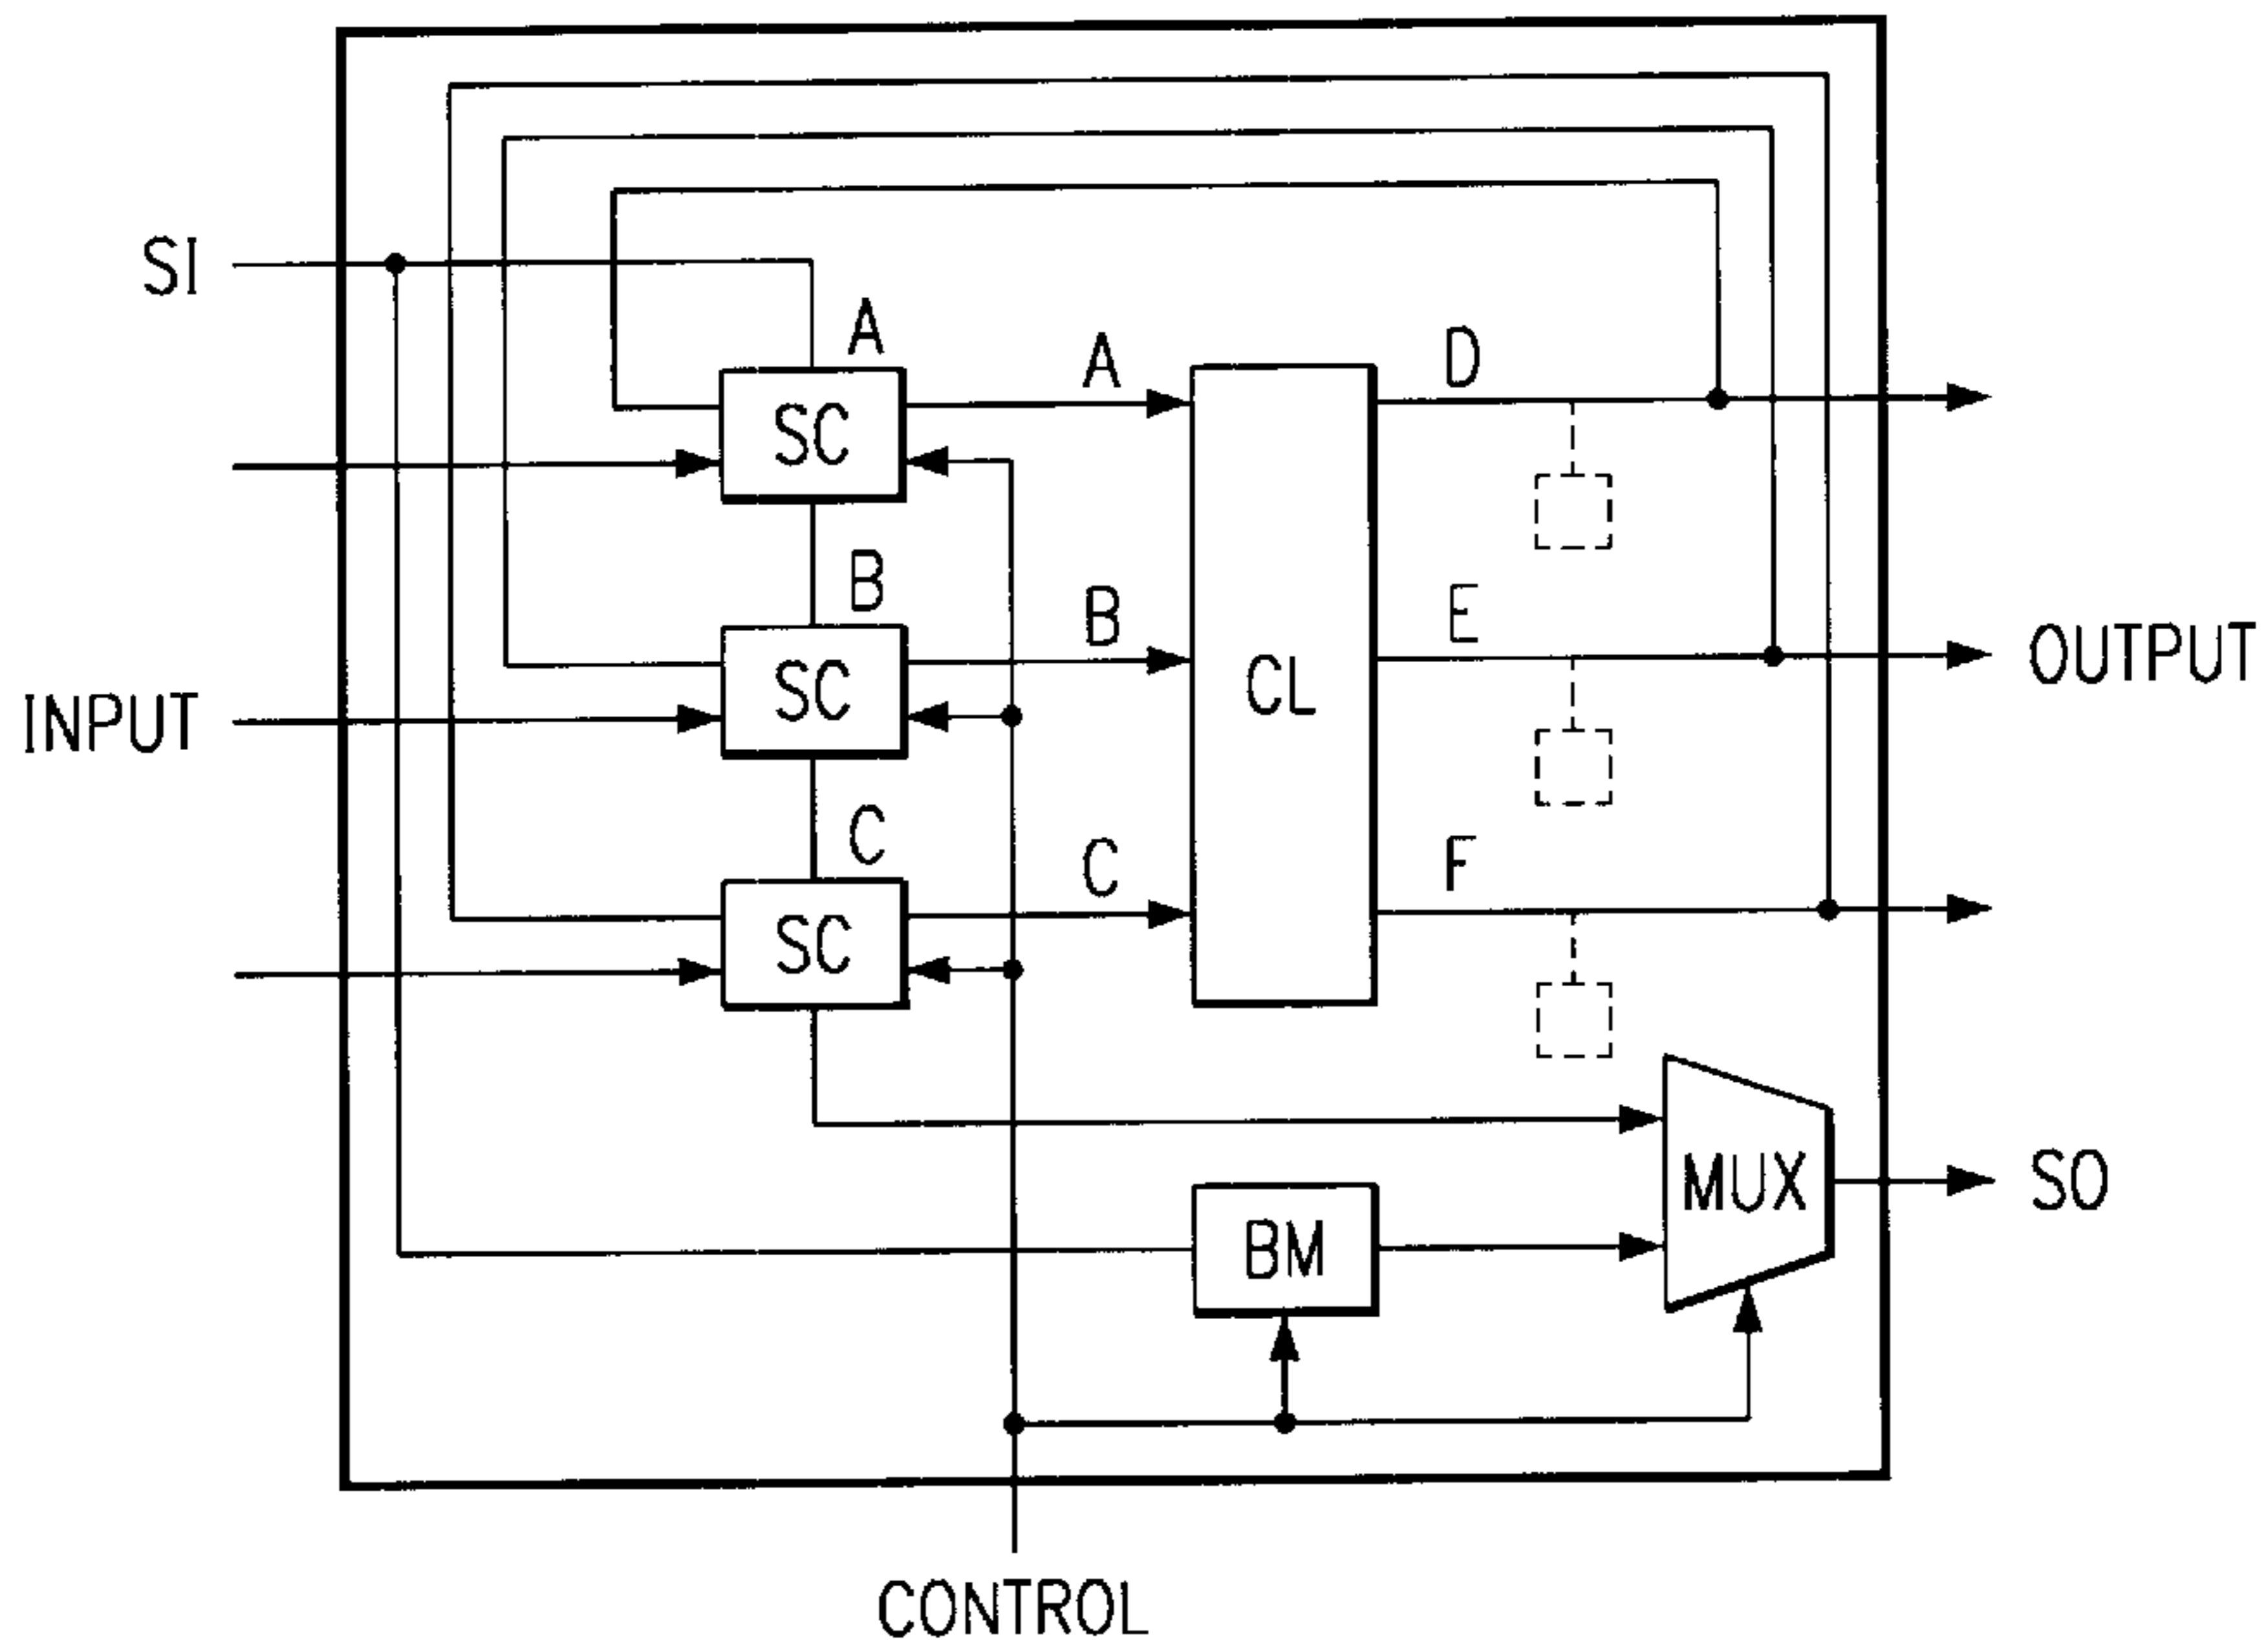 SI
A
A
D
SC
B
B
E
SC
CL
OUTPUT
INPUT
C
C
F
SC
MUX
SO
BM
CONTROL